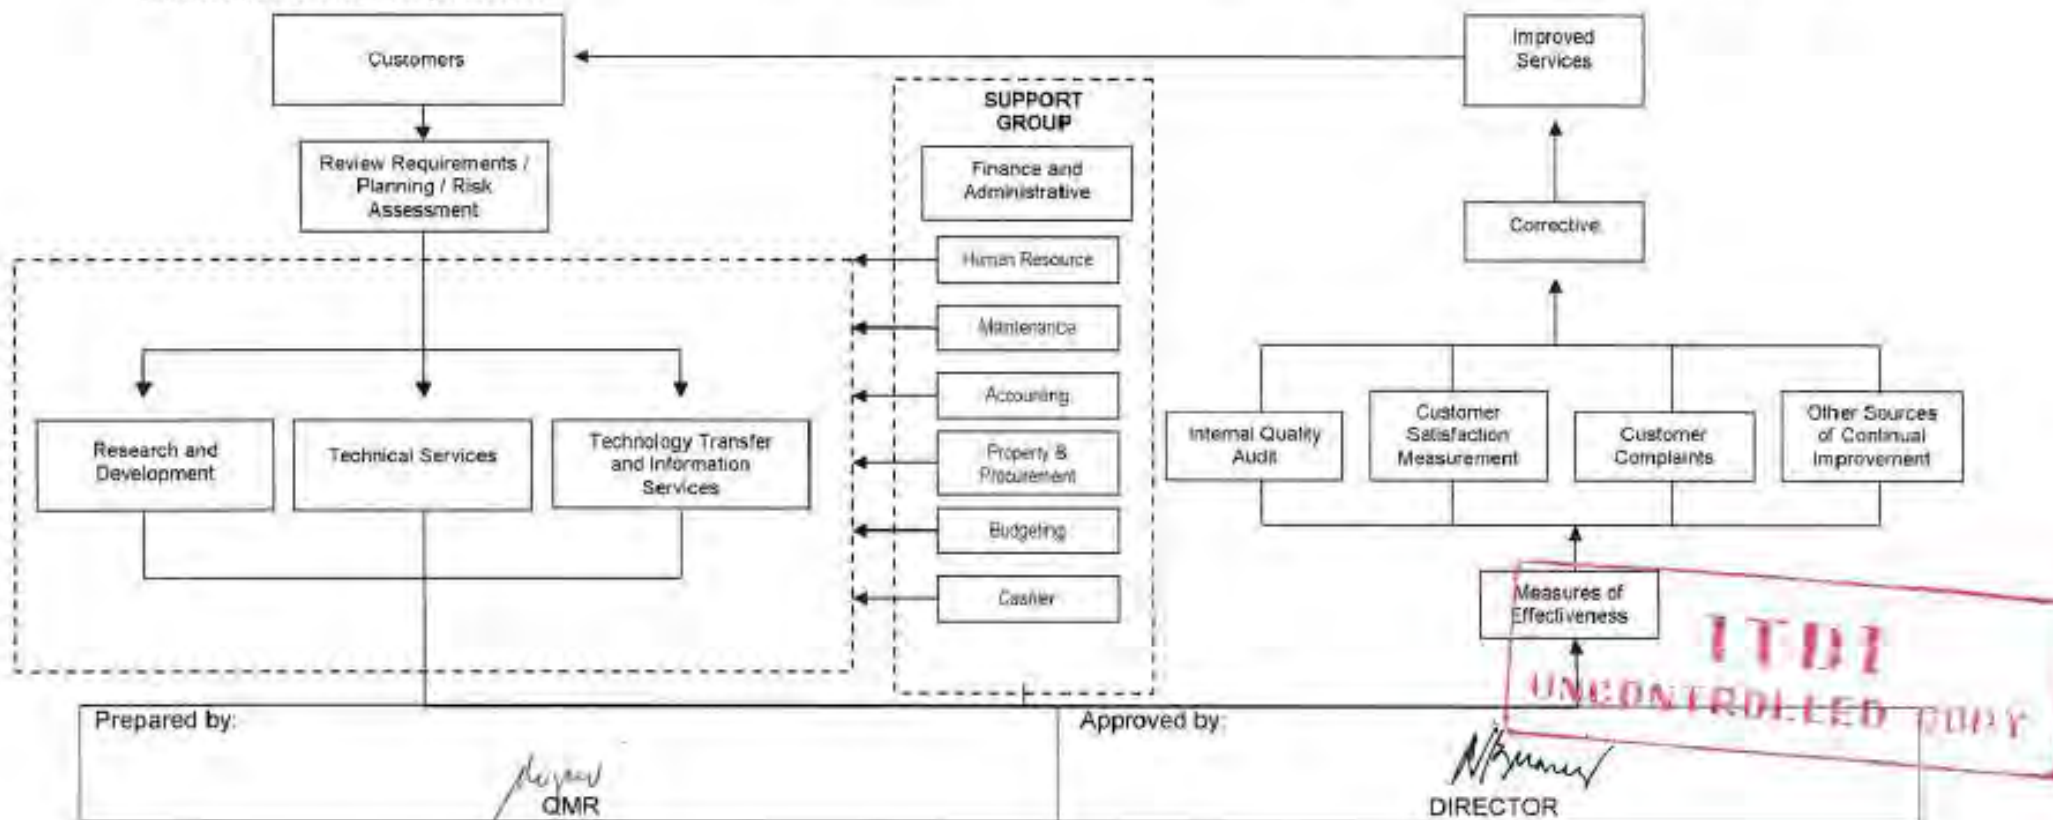 Customers
Improved
Services
SUPPORT
GROUP
Review Requirements /
Planning / Risk
Assessment
Finance and
Administrative
Corrective
Human Resource
Maintenance
Accounting
Property &
Procurement
Budgeting
Cashier
Research and
Development
Technical Services
Technology Transfer
and Information
Services
Internal Quality
Audit
Customer
Satisfaction
Measurement
Customer
Complaints
Other Sources
of Continual
Improvement
Measures of
Effectiveness
ITDI
UNCONTROLLED COPY
Prepared by:
QMR
Approved by:
DIRECTOR